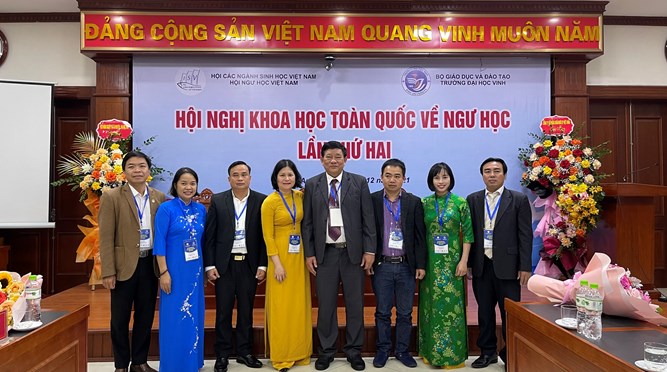 ĐẢNG CỘNG SẢN VIỆT NAM QUANG VINH MUÔN NĂM
HỘI CÁC NGÀNH SINH HỌC VIỆT NAM
HỘI NGƯ HỌC VIỆT NAM
BỘ GIÁO DỤC VÀ ĐÀO TẠO
TRƯỜNG ĐẠI HỌC VINH
HỘI NGHỊ KHOA HỌC TOÀN QUỐC VỀ NGƯ HỌC
LẦN THỨ HAI